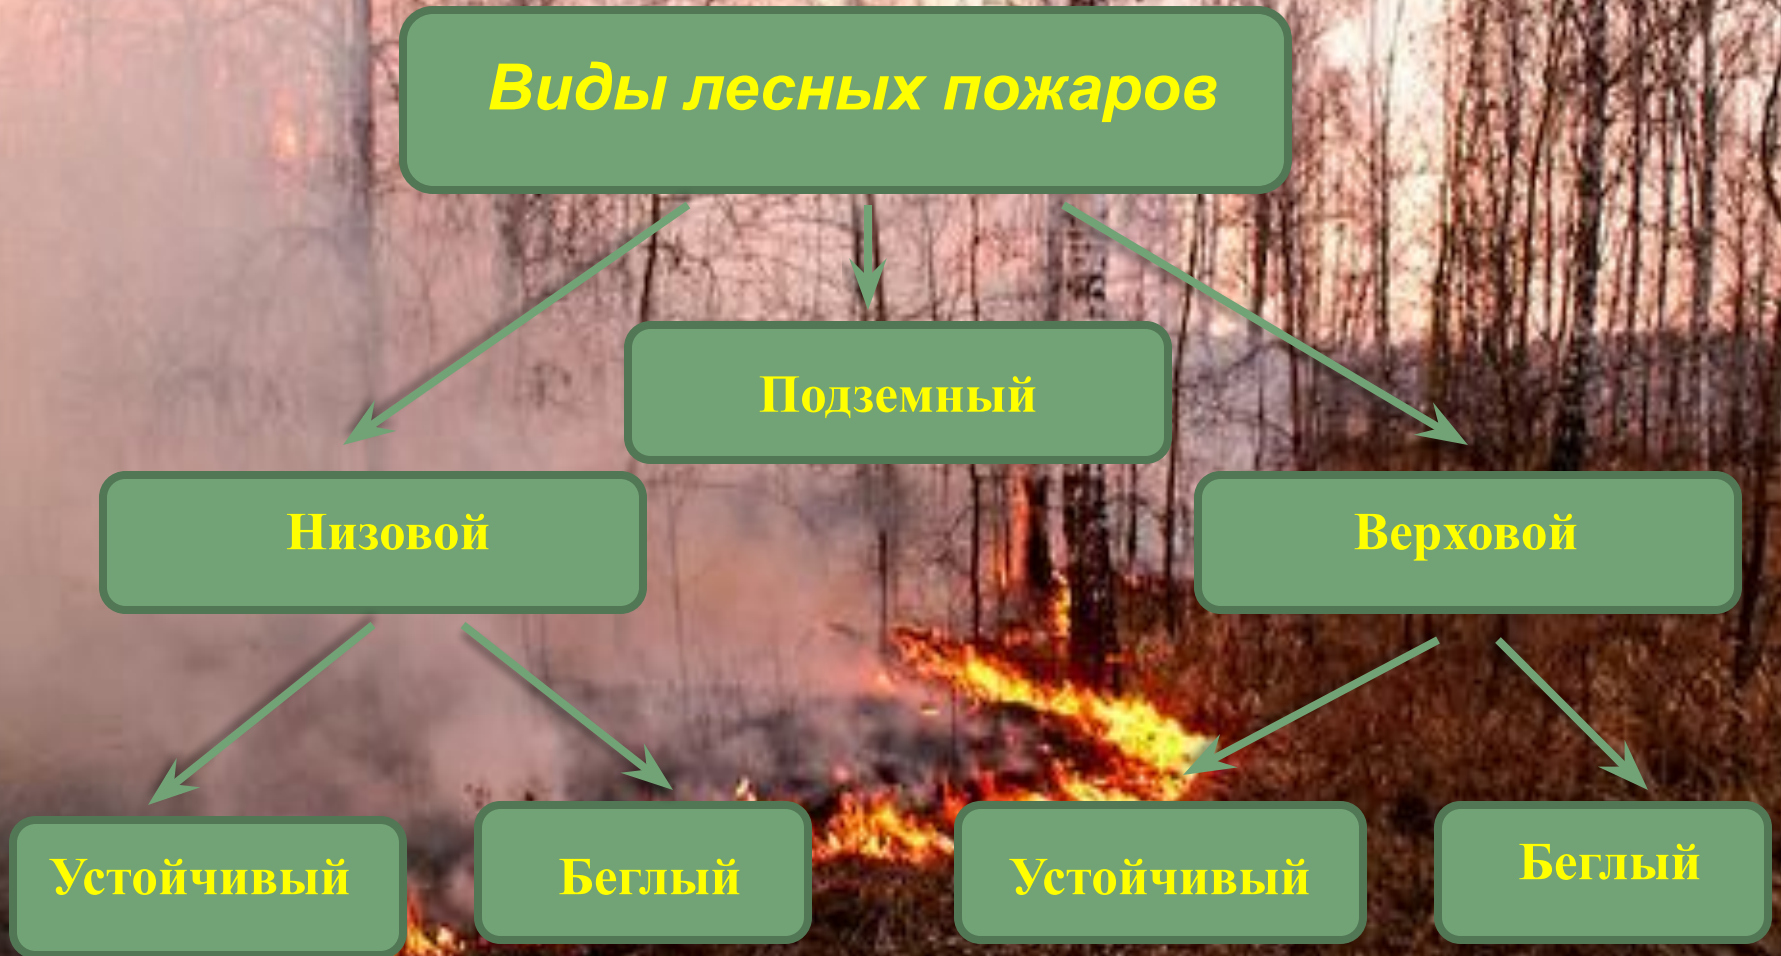 Виды лесных пожаров
Подземный
Низовой
Верховой
Устойчивый
Беглый
Устойчивый
Беглый